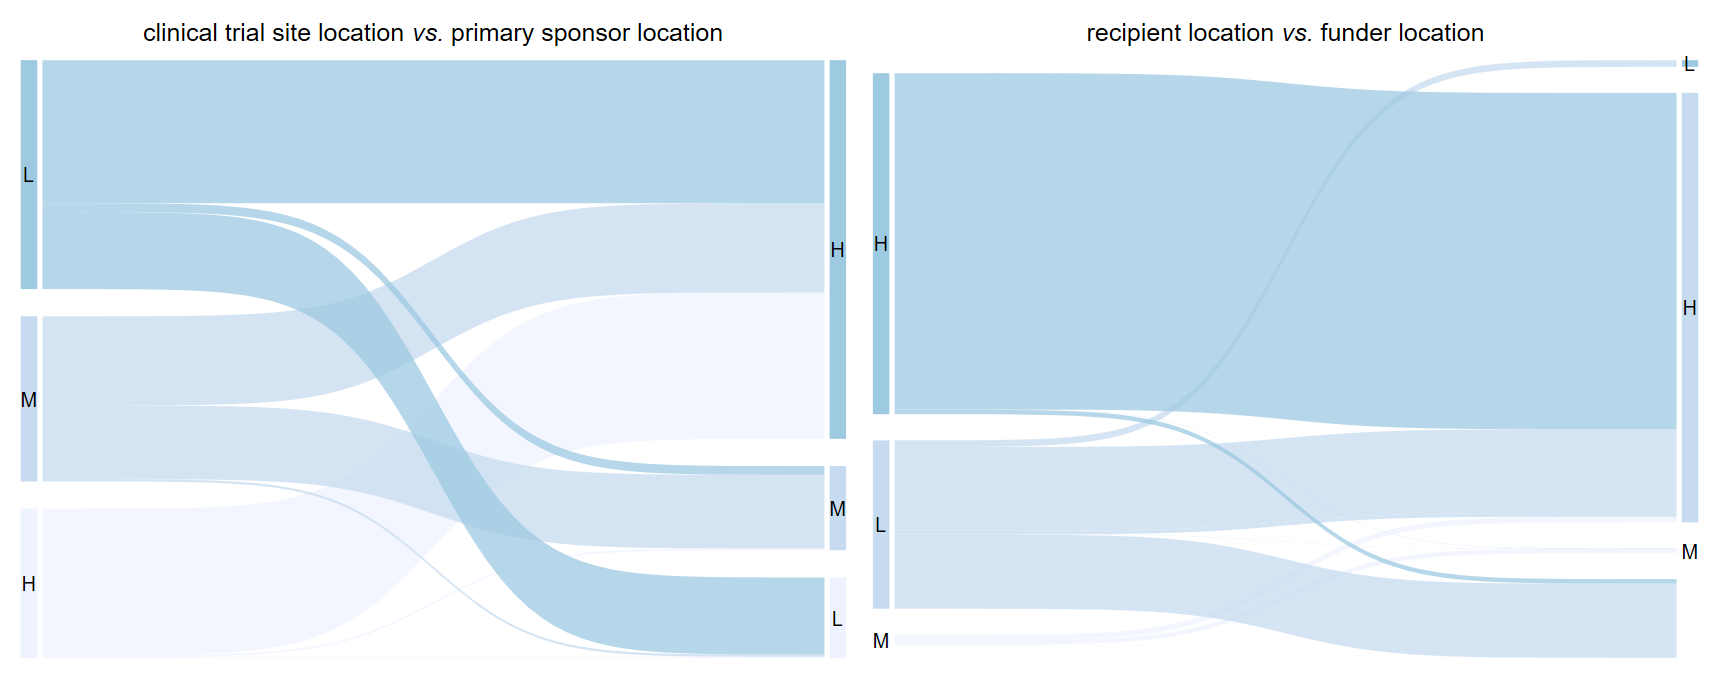 clinical trial site location vs. primary sponsor location
L
M
H
H
M
L
recipient location vs. funder location
H
L
M
L
H
M